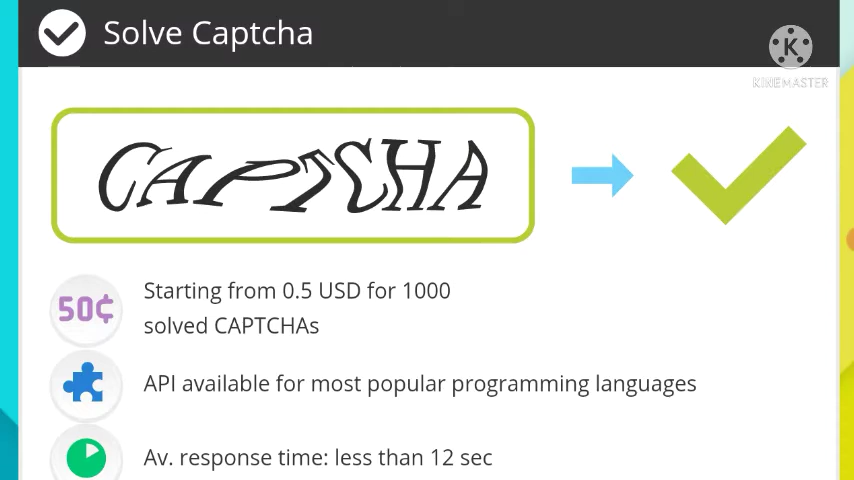 Solve Captcha
K
KINEMASTER
CAPTCHA
50¢
Starting from 0.5 USD for 1000
solved CAPTCHAs
API available for most popular programming languages
Av. response time: less than 12 sec